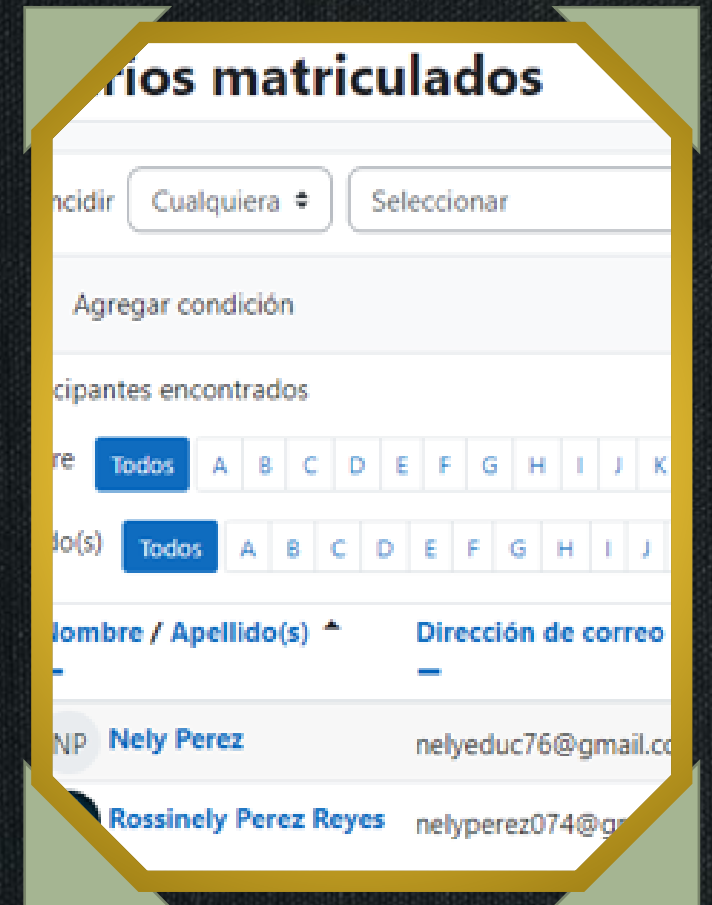 rios matriculados
ncidir Cualquiera Seleccionar
Agregar condición
cipantes encontrados
re Todos A B C D E F G H I J K
do(s) Todos A B C D E F G H I J
Nombre / Apellido(s) Dirección de correo
NP Nely Perez nelyeduc76@gmail.co
Rossinely Perez Reyes nelyperez074@g